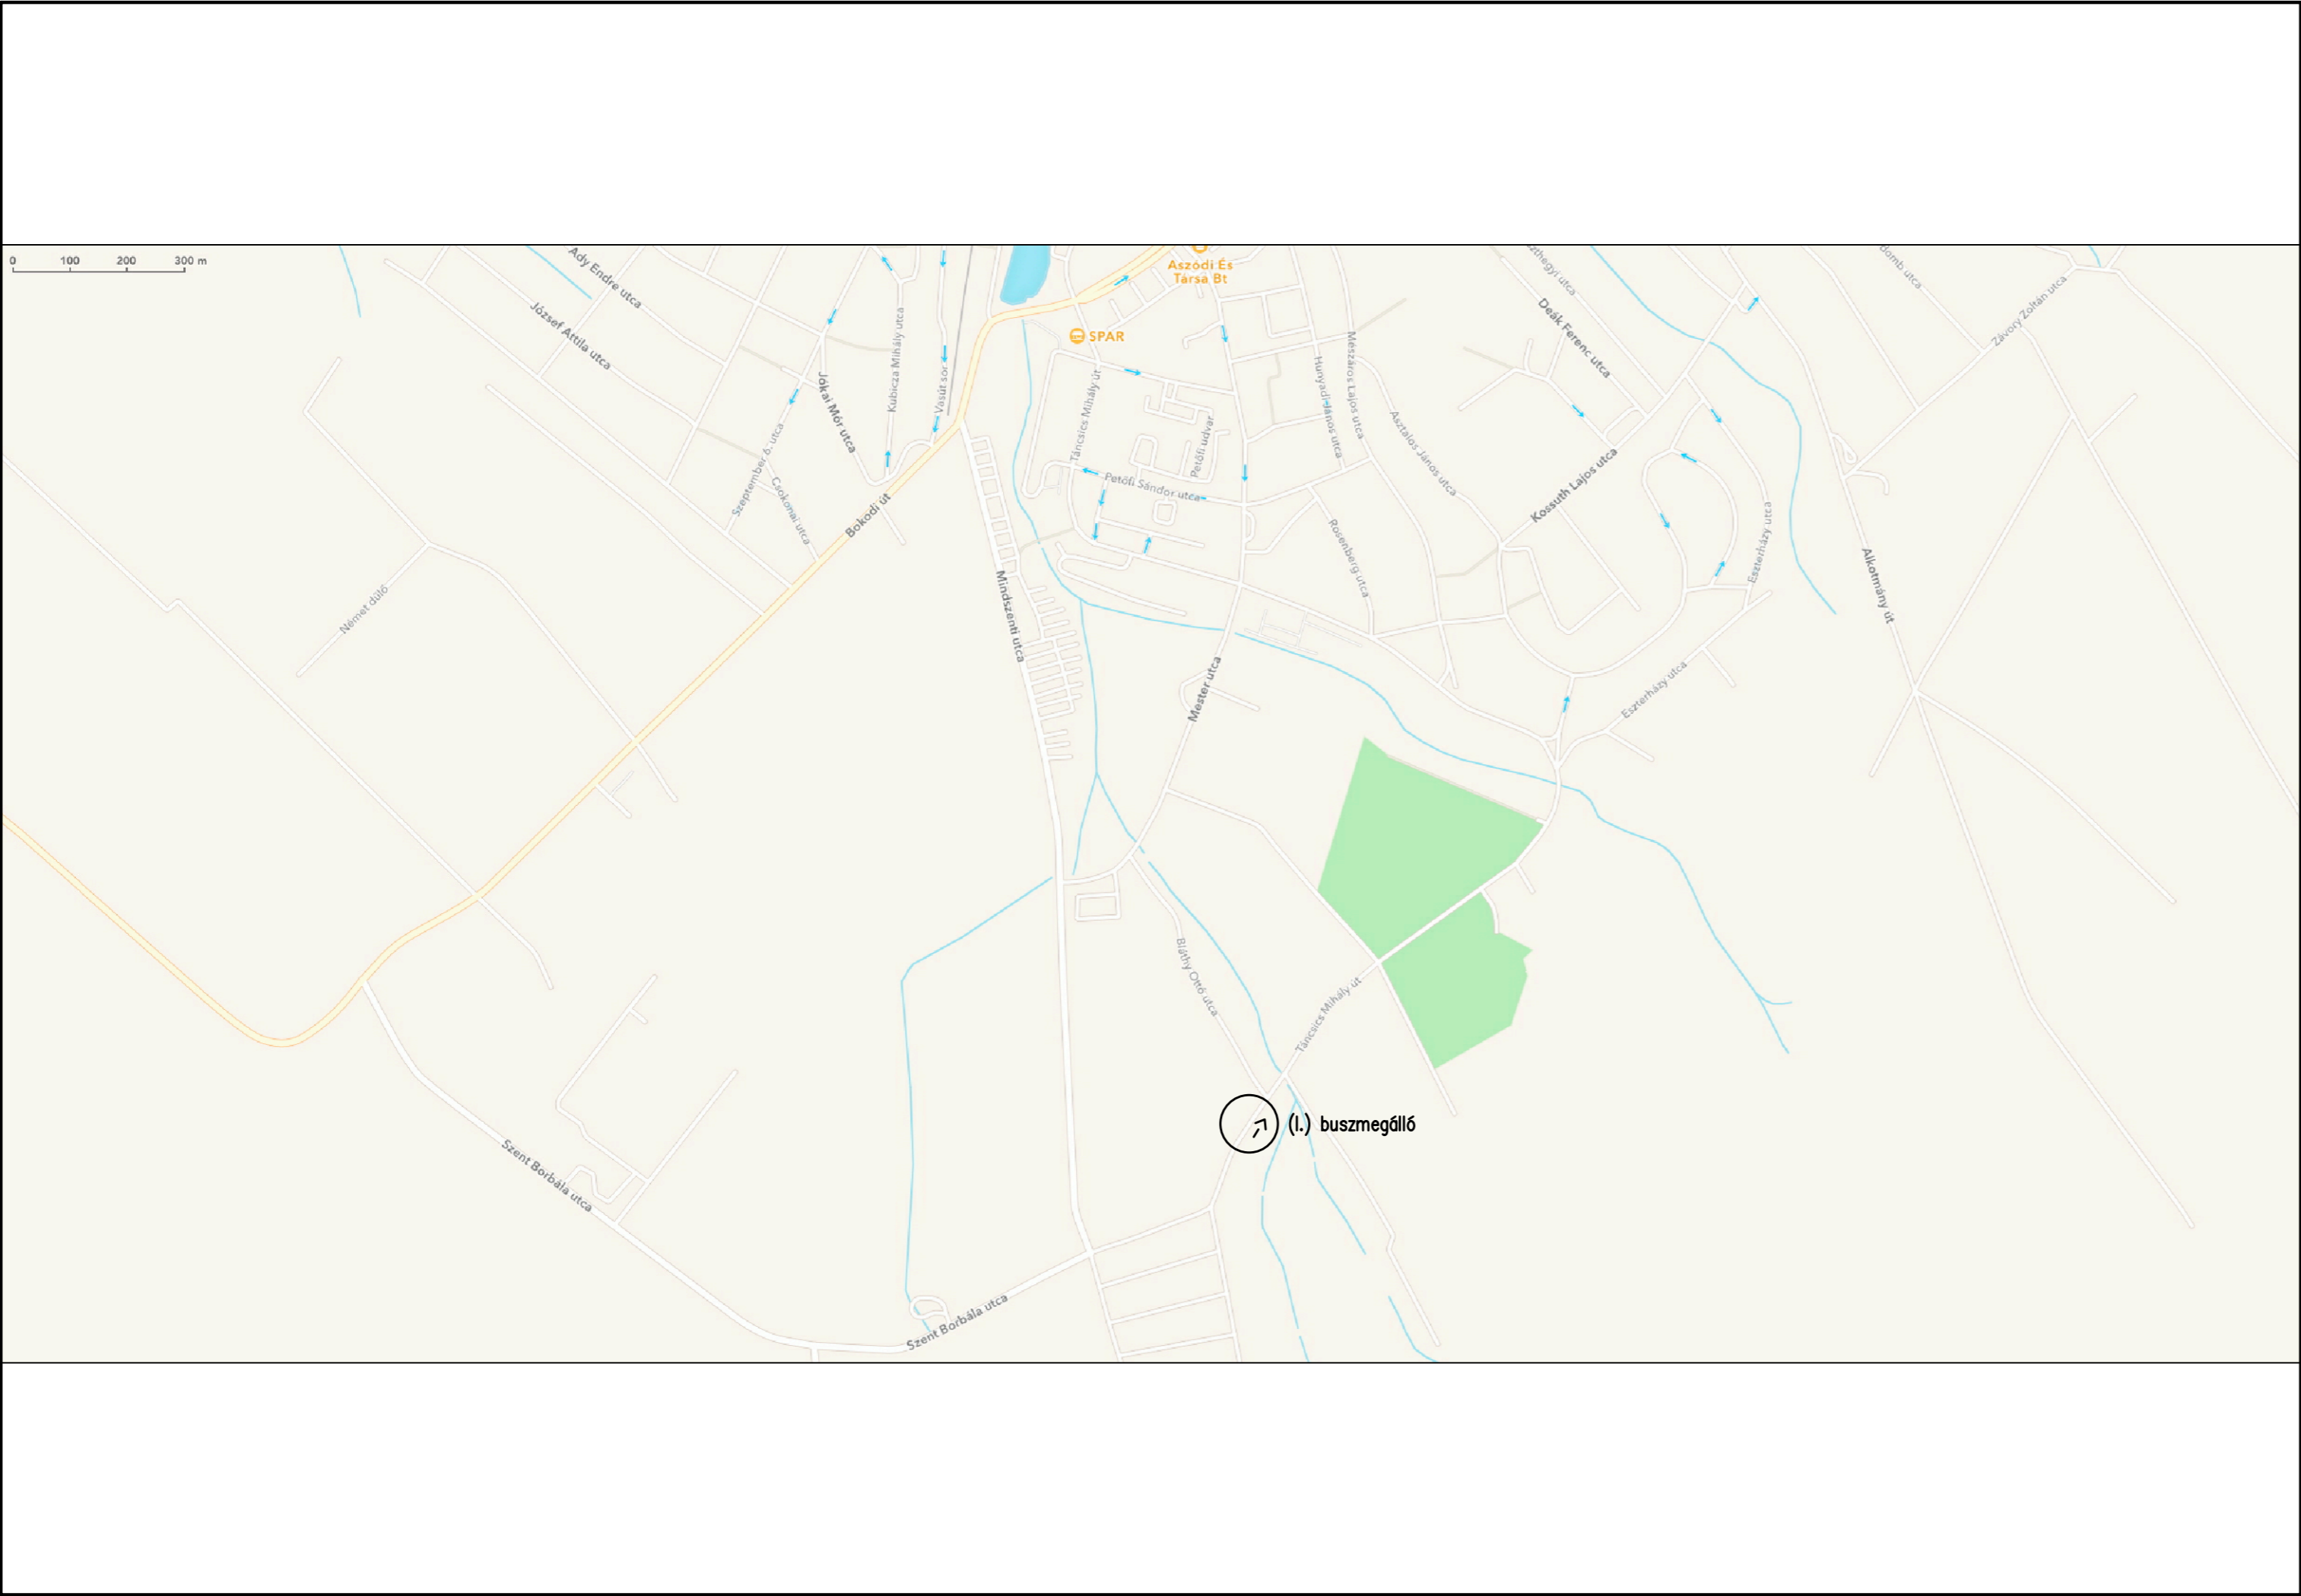 0 100 200 300 m
Ady Endre utca
József Attila utca
Aszódi És
Társa Bt
SPAR
Deák Ferenc utca
Bomb utca
Závory Zoltán utca
Jókai Mór utca
Kubicza Mihály utca
Vasút sor
Táncsics Mihály út
Petőfi udvar
Petőfi Sándor utca
Hunyadi János utca
Mészáros Lajos utca
Asztalos János utca
Kossuth Lajos utca
Szeptember 6. utca
Csokonai utca
Bokodi út
Rosenberg utca
Eszterházy utca
Alkotmány út
Német dűlő
Mindszenti utca
Mester utca
Eszterházy utca
Bláthy Ottó utca
Táncsics Mihály út
(I.) buszmegálló
Szent Borbála utca
Szent Borbála utca